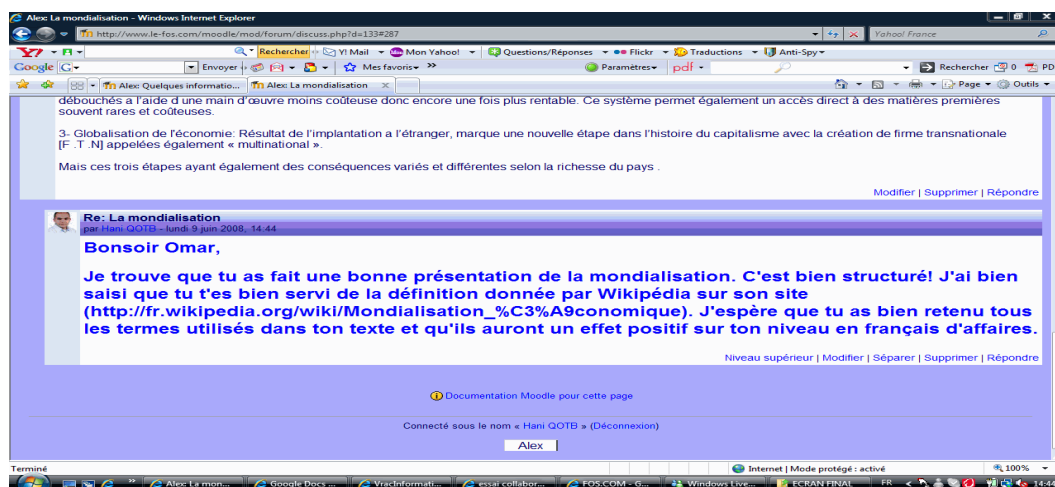 Alex: La mondialisation - Windows Internet Explorer
http://www.le-fos.com/moodle/mod/forum/discuss.php?d=133#287
Yahoo! France
Rechercher Y! Mail Mon Yahoo! Questions/Réponses Flickr Traductions Anti-Spy
Google Envoyer Mes favoris Paramètres pdf Rechercher 0 PD
Alex: Quelques informatio... Alex: La mondialisation Page Outils
débouchés a l'aide d une main d'œuvre moins coûteuse donc encore une fois plus rentable. Ce système permet également un accès direct à des matières premières
souvent rares et coûteuses.
3- Globalisation de l'économie: Résultat de l'implantation a l'étranger, marque une nouvelle étape dans l'histoire du capitalisme avec la création de firme transnationale
[F .T .N] appelées également « multinational ».
Mais ces trois étapes ayant également des conséquences variés et différentes selon la richesse du pays .
Modifier | Supprimer | Répondre
Re: La mondialisation
par Hani QOTB - lundi 9 juin 2008, 14:44
Bonsoir Omar,
Je trouve que tu as fait une bonne présentation de la mondialisation. C'est bien structuré! J'ai bien
saisi que tu t'es bien servi de la définition donnée par Wikipédia sur son site
(http://fr.wikipedia.org/wiki/Mondialisation_%C3%A9conomique). J'espère que tu as bien retenu tous
les termes utilisés dans ton texte et qu'ils auront un effet positif sur ton niveau en français d'affaires.
Niveau supérieur | Modifier | Séparer | Supprimer | Répondre
Documentation Moodle pour cette page
Connecté sous le nom « Hani QOTB » (Déconnexion)
Alex
Terminé Internet | Mode protégé : activé 100%
Alex: La mon... Google Docs ... VracInformati... essai collabor... FOS.COM - G... Windows Live... ECRAN FINAL FR 14:44